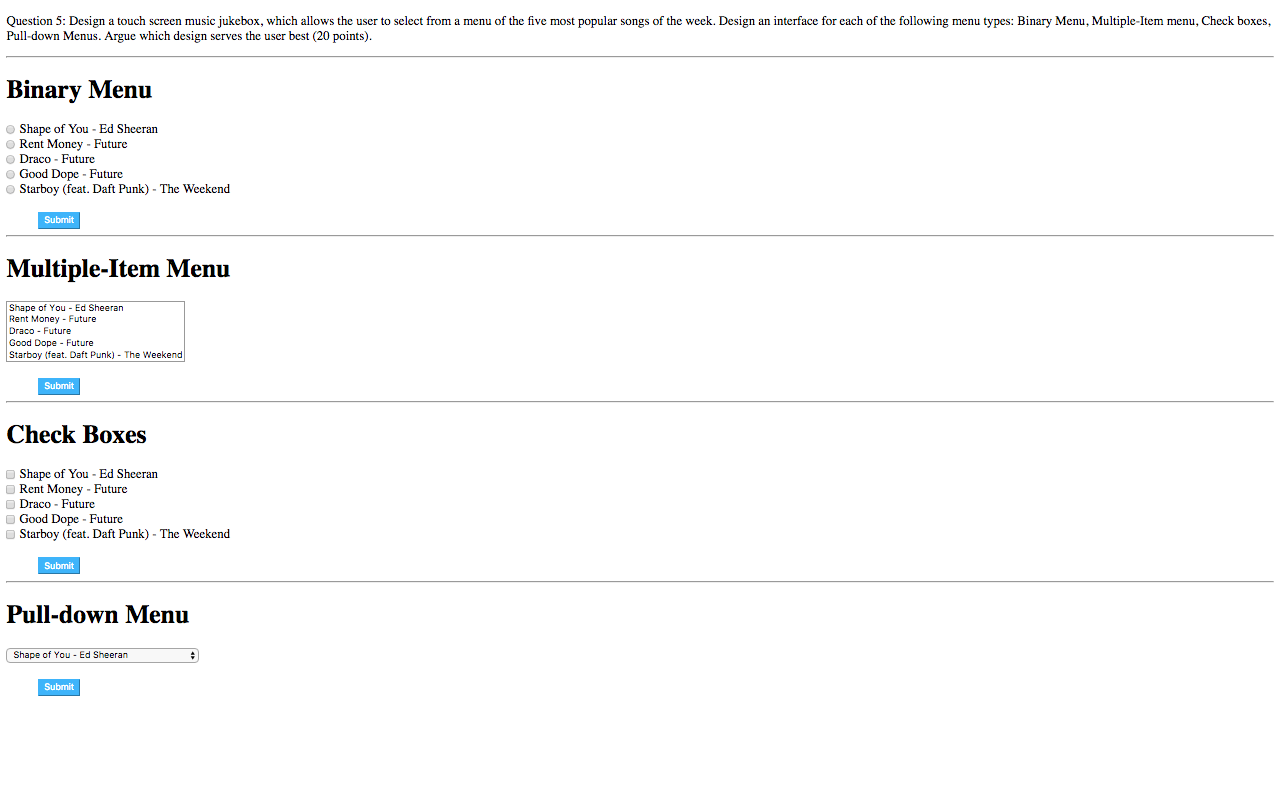 Question 5: Design a touch screen music jukebox, which allows the user to select from a menu of the five most popular songs of the week. Design an interface for each of the following menu types: Binary Menu, Multiple-Item menu, Check boxes,
Pull-down Menus. Argue which design serves the user best (20 points).
Binary Menu
Shape of You - Ed Sheeran
Rent Money - Future
Draco - Future
Good Dope - Future
Starboy (feat. Daft Punk) - The Weekend
Submit
Multiple-Item Menu
Shape of You - Ed Sheeran
Rent Money - Future
Draco - Future
Good Dope - Future
Starboy (feat. Daft Punk) - The Weekend
Submit
Check Boxes
Shape of You - Ed Sheeran
Rent Money - Future
Draco - Future
Good Dope - Future
Starboy (feat. Daft Punk) - The Weekend
Submit
Pull-down Menu
Shape of You - Ed Sheeran
Submit